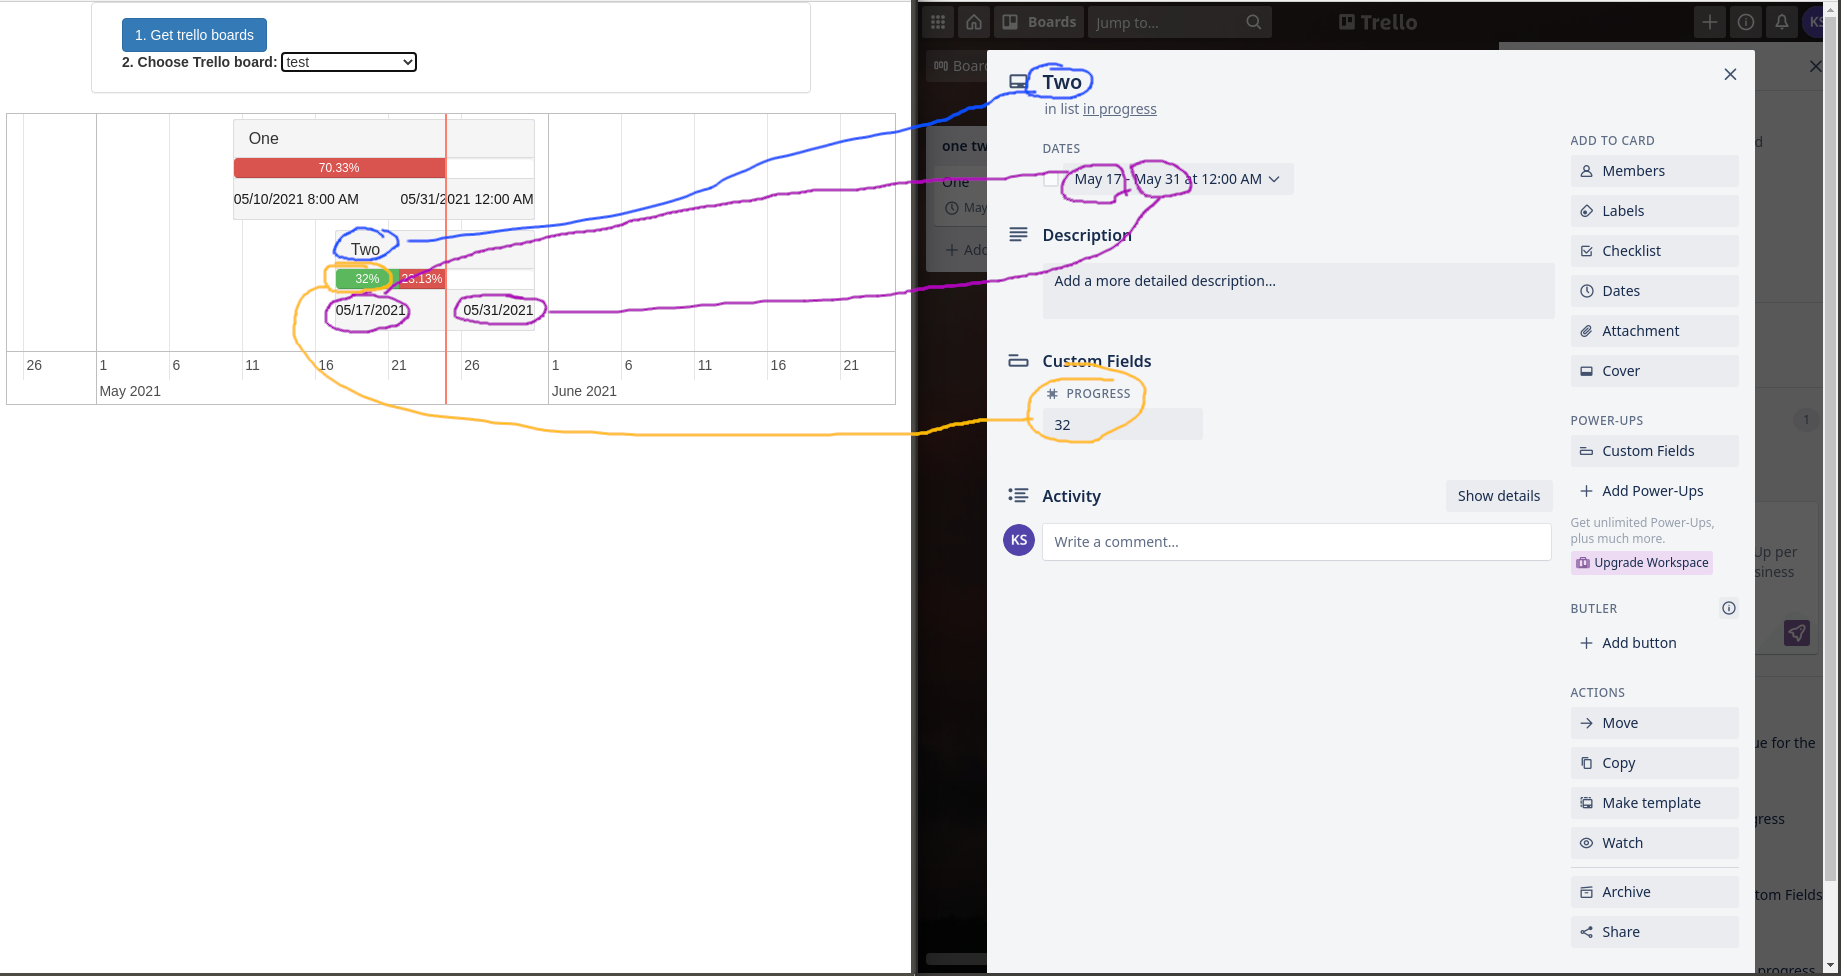 1. Get trello boards
2. Choose Trello board: test
One
70.33%
05/10/2021 8:00 AM 05/31/2021 12:00 AM
Two
32% 23.13%
05/17/2021 05/31/2021
26 1 6 11 16 21 26 1 6 11 16 21
May 2021 June 2021
Boards Jump to... Trello KS
Boar
one tw
One
May
Add
Two
in list in progress
DATES
May 17 - May 31 at 12:00 AM
Description
Add a more detailed description...
Custom Fields
PROGRESS
32
Activity
Show details
KS
Write a comment...
ADD TO CARD
Members
Labels
Checklist
Dates
Attachment
Cover
POWER-UPS
Custom Fields
Add Power-Ups
Get unlimited Power-Ups,
plus much more.
Upgrade Workspace
BUTLER
Add button
ACTIONS
Move
Copy
Make template
Watch
Archive
Share
d
1
Up per
siness
ue for the
gress
tom Fields
progress